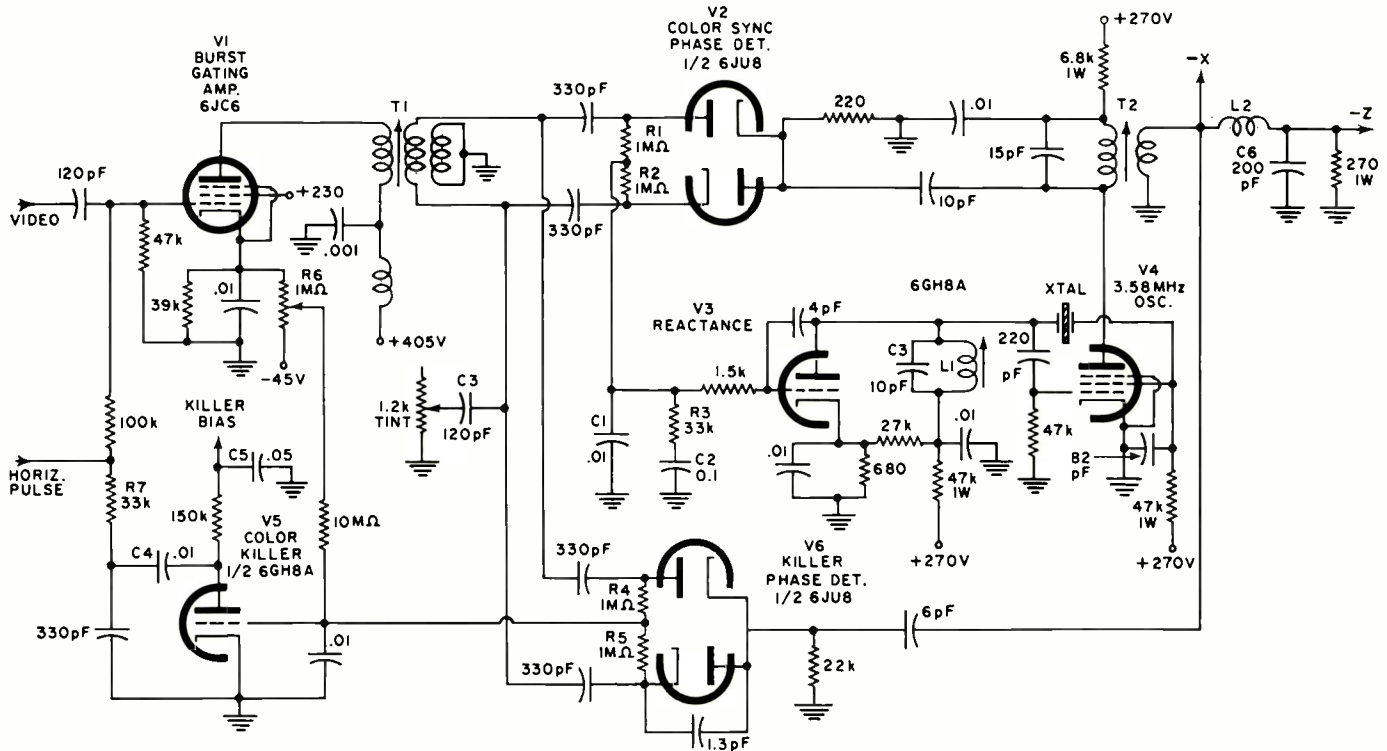 V1
BURST
GATING
AMP.
6JC6
V2
COLOR SYNC
PHASE DET.
1/2 6JU8
+270V
6.8k
1W
-X
L2
-Z
C6
200
pF
270
1W
120pF
VIDEO
+230
47k
39k
.01
R6
1MΩ
-45V
T1
.001
+405V
330pF
R1
1MΩ
R2
1MΩ
330pF
220
.01
15pF
10pF
T2
1.2k
TINT
C3
120pF
V3
REACTANCE
4pF
6GH8A
XTAL
V4
3.58MHz
OSC.
1.5k
C3
10pF
L1
220
pF
47k
C1
.01
R3
33k
C2
0.1
.01
680
27k
.01
47k
1W
+270V
B2
pF
47k
1W
+270V
100k
HORIZ.
PULSE
R7
33k
KILLER
BIAS
C5
.05
150k
C4
.01
V5
COLOR
KILLER
1/2 6GH8A
10MΩ
330pF
.01
330pF
R4
1MΩ
R5
1MΩ
330pF
V6
KILLER
PHASE DET.
1/2 6JU8
6pF
22k
1.3pF